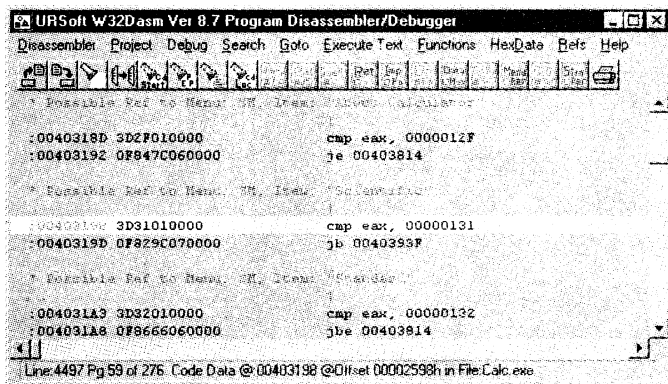 URSoft W32Dasm Ver 8.7 Program Disassembler/Debugger
Disassembler Project Debug Search Goto Execute Text Functions HexData Refs Help
* Possible Ref to Menu: SM, Item: "About Calculator"
:0040318D 3D2F010000 cmp eax, 0000012F
:00403192 0F847C060000 je 00403814
* Possible Ref to Menu: SM, Item: "Scientific"
:00403198 3D31010000 cmp eax, 00000131
:0040319D 0F829C070000 jb 0040393F
* Possible Ref to Menu: SM, Item: "Standard"
:004031A3 3D32010000 cmp eax, 00000132
:004031A8 0F8666060000 jbe 00403814
Line:4497 Pg 59 of 276 Code Data @:00403198 @Offset 00002598h in File:Calc.exe